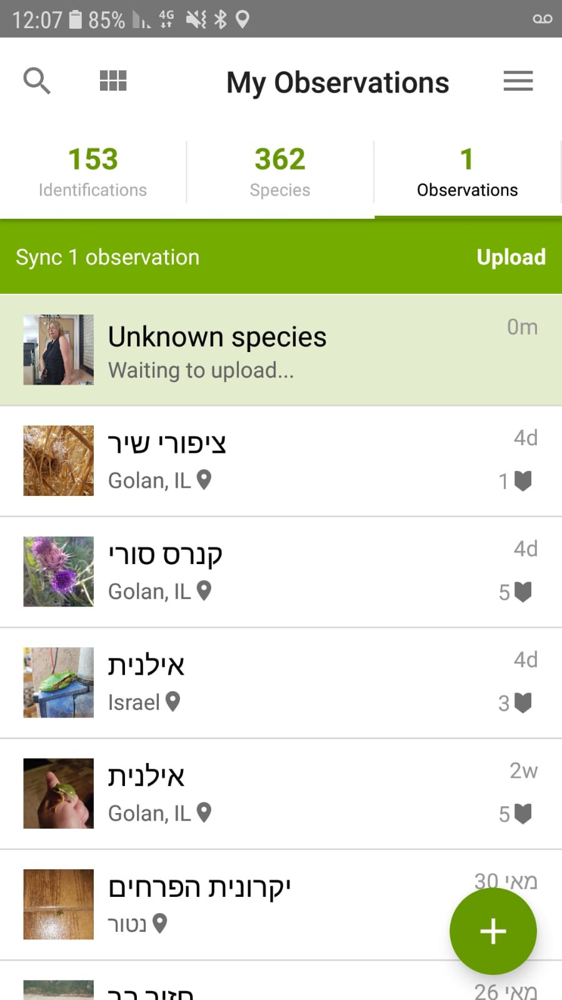 12:07 85% 4G
My Observations
153 362 1
Identifications Species Observations
Sync 1 observation Upload
Unknown species 0m
Waiting to upload...
ציפורי שיר 4d
Golan, IL 1
קנרס סורי 4d
Golan, IL 5
אילנית 4d
Israel 3
אילנית 2w
Golan, IL 5
יקרונית הפרחים 30 מאי
נטור
חזיר בר 26 מאי